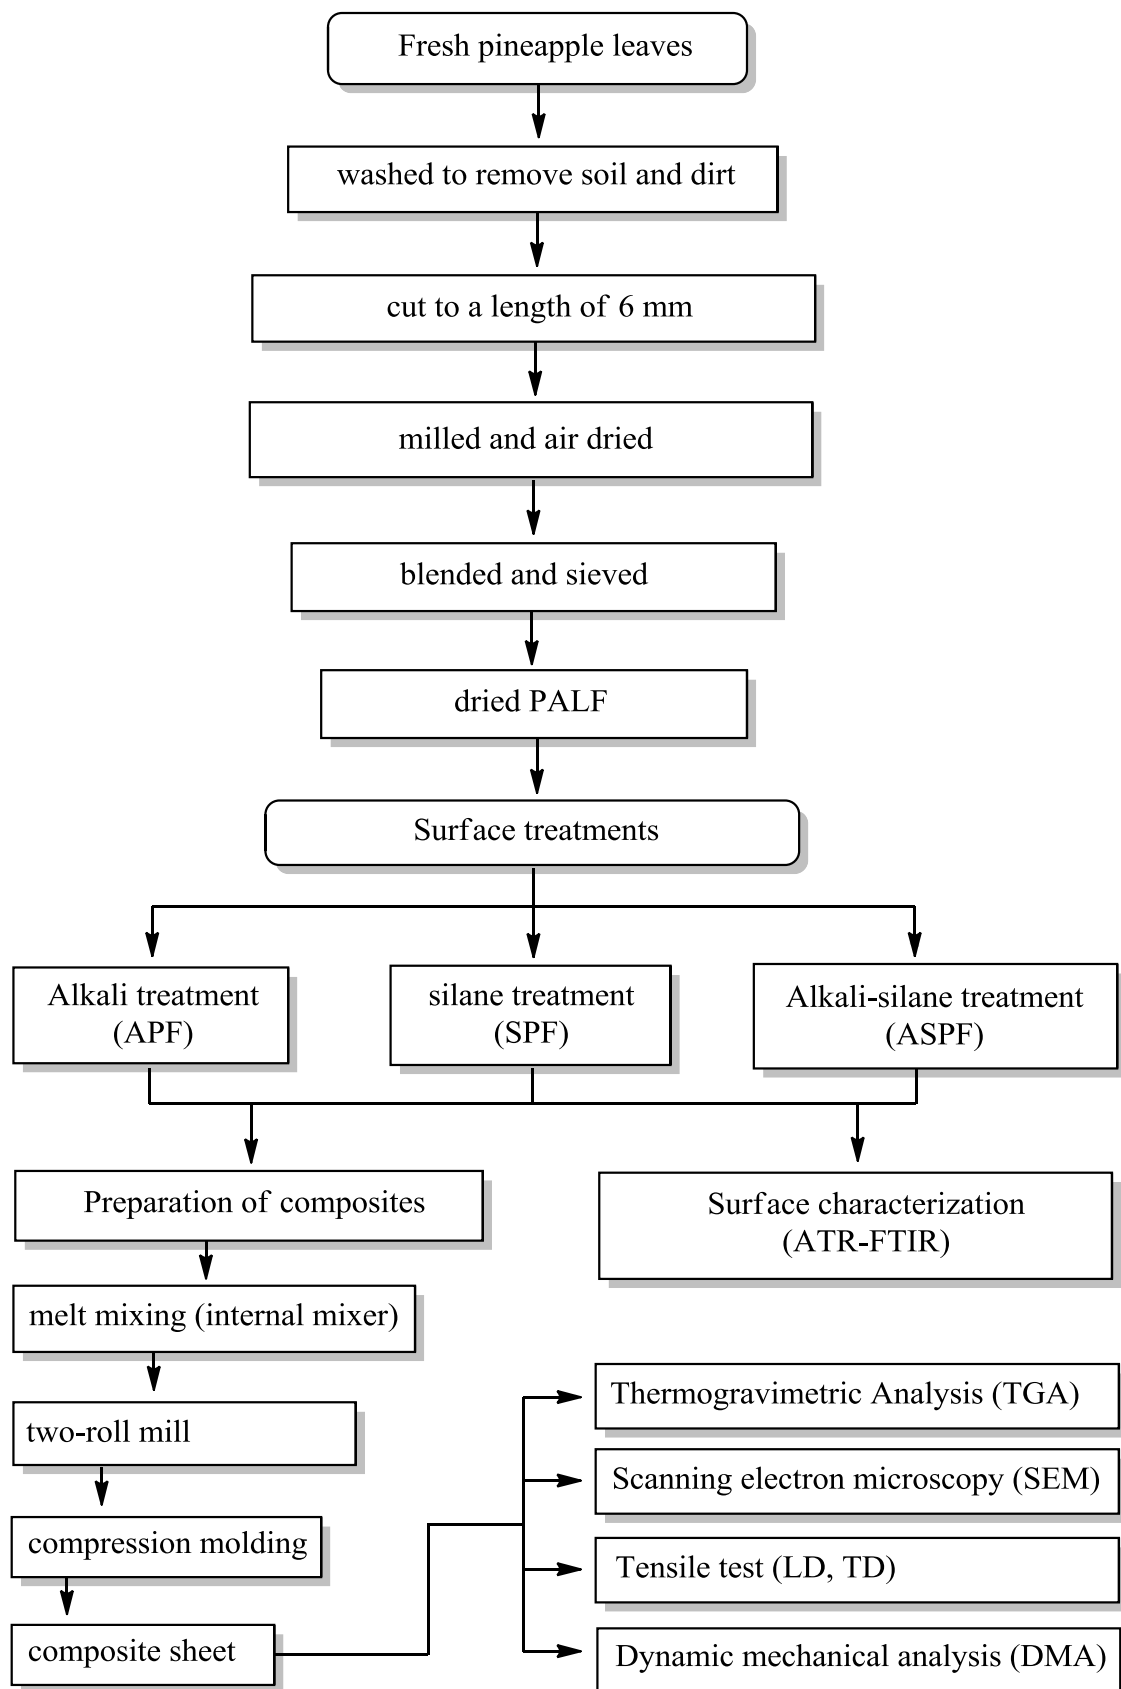 Fresh pineapple leaves
washed to remove soil and dirt
cut to a length of 6 mm
milled and air dried
blended and sieved
dried PALF
Surface treatments
Alkali treatment
(APF)
silane treatment
(SPF)
Alkali-silane treatment
(ASPF)
Preparation of composites
Surface characterization
(ATR-FTIR)
melt mixing (internal mixer)
two-roll mill
compression molding
composite sheet
Thermogravimetric Analysis (TGA)
Scanning electron microscopy (SEM)
Tensile test (LD, TD)
Dynamic mechanical analysis (DMA)